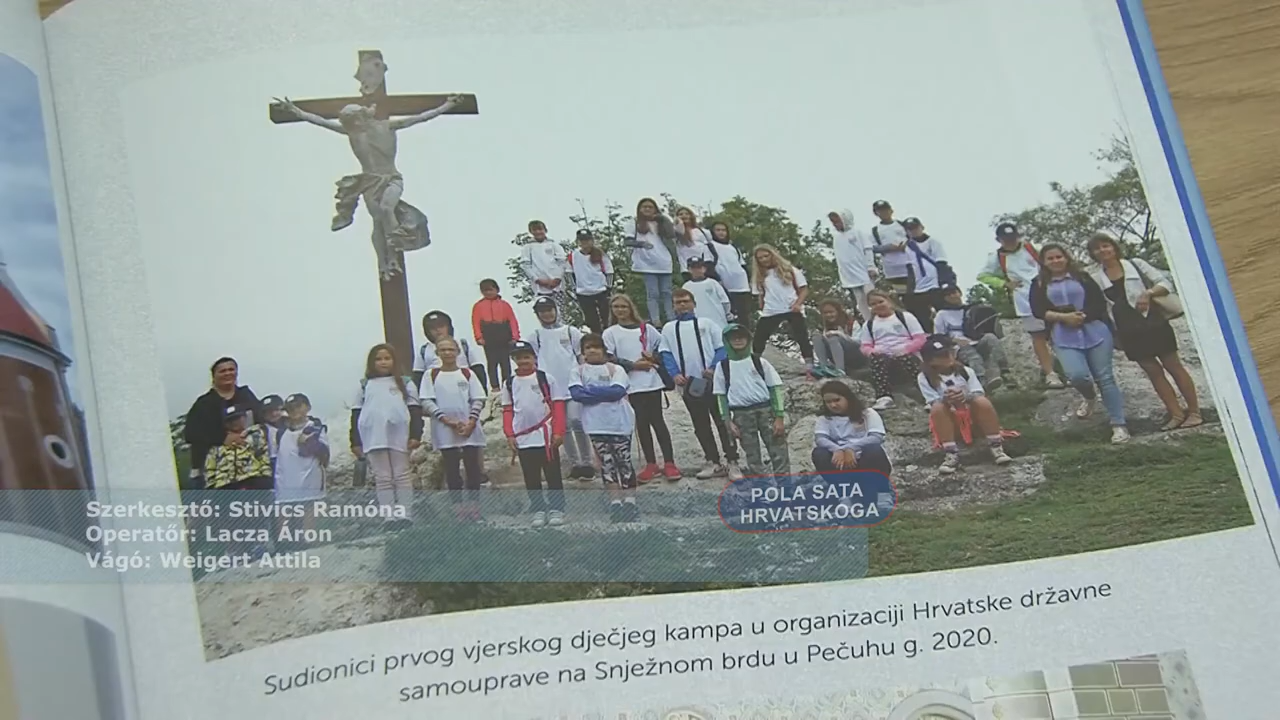 Szerkesztő: Stivics Ramóna
Operatőr: Lacza Áron
Vágó: Weigert Attila
POLA SATA
HRVATSKOGA
Sudionici prvog vjerskog dječjeg kampa u organizaciji Hrvatske državne
samouprave na Snježnom brdu u Pečuhu g. 2020.